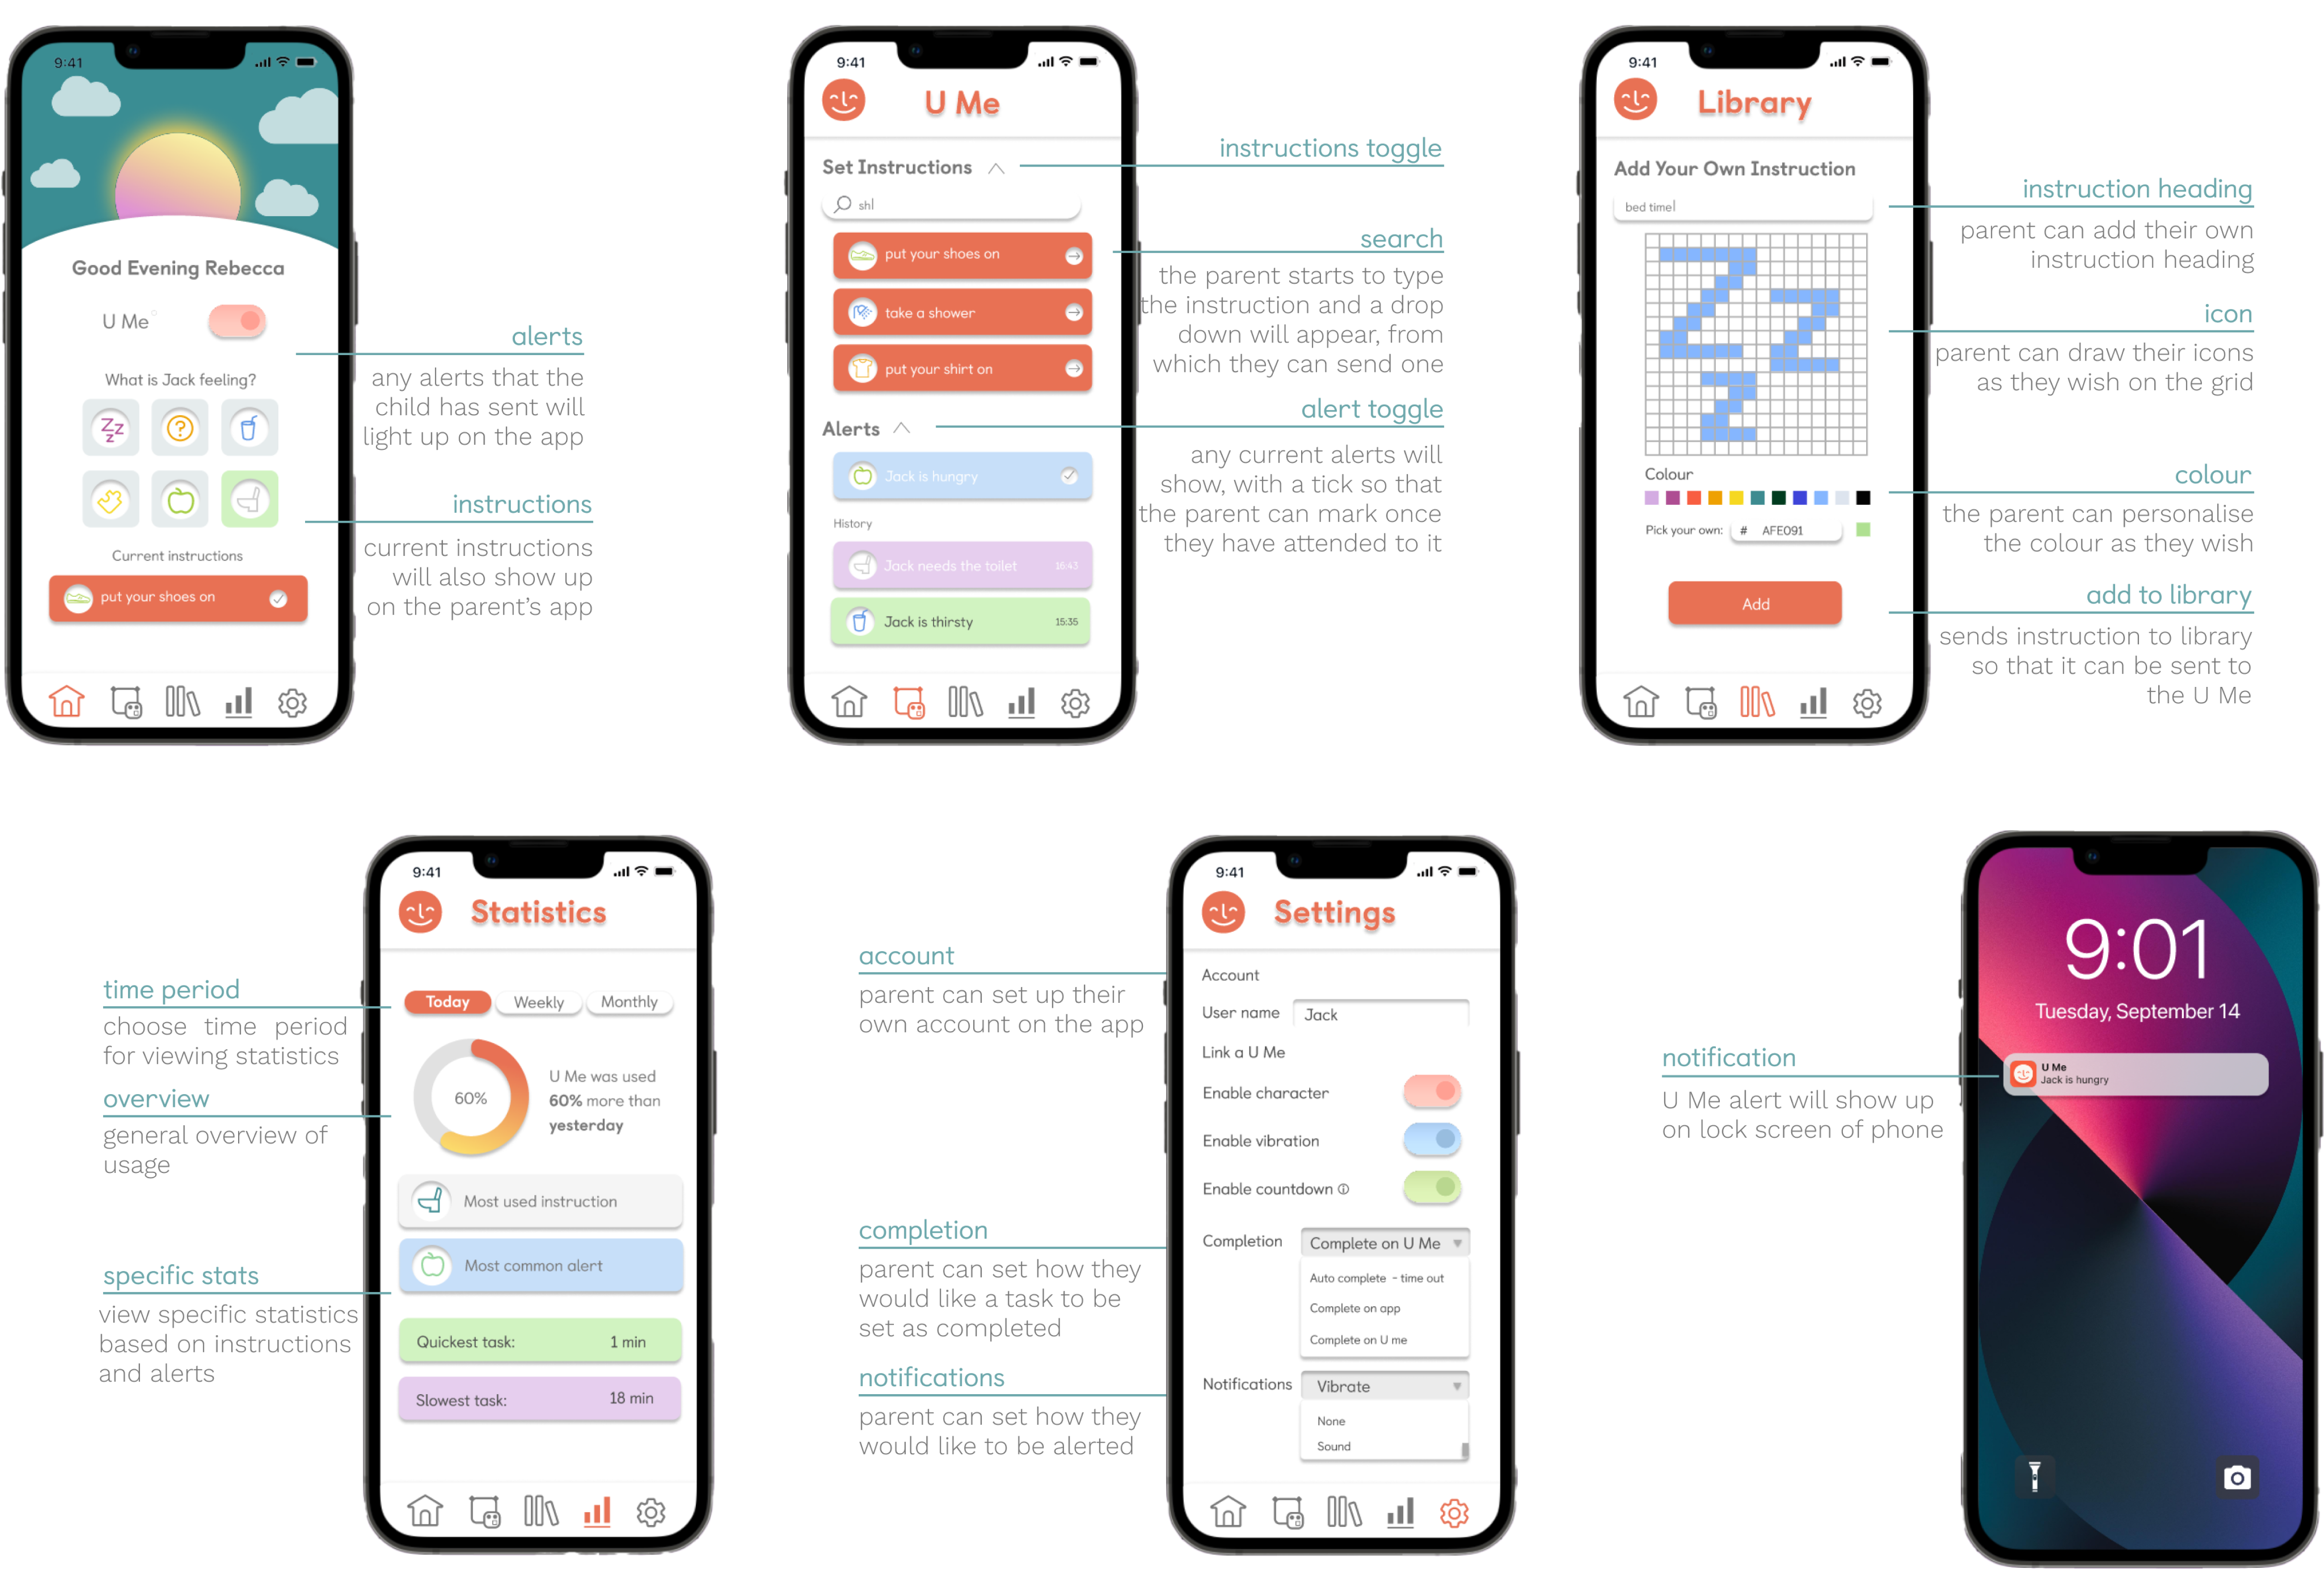 9:41
Good Evening Rebecca
U Me
What is Jack feeling?
Zzz
?
Current instructions
put your shoes on
alerts
any alerts that the
child has sent will
light up on the app
instructions
current instructions
will also show up
on the parent's app
9:41
U Me
Set Instructions
shl
put your shoes on
take a shower
put your shirt on
Alerts
Jack is hungry
History
Jack needs the toilet 16:43
Jack is thirsty 15:35
instructions toggle
search
the parent starts to type
the instruction and a drop
down will appear, from
which they can send one
alert toggle
any current alerts will
show, with a tick so that
the parent can mark once
they have attended to it
9:41
Library
Add Your Own Instruction
bed time
Colour
Pick your own: # AFE091
Add
instruction heading
parent can add their own
instruction heading
icon
parent can draw their icons
as they wish on the grid
colour
the parent can personalise
the colour as they wish
add to library
sends instruction to library
so that it can be sent to
the U Me
time period
choose time period
for viewing statistics
overview
general overview of
usage
specific stats
view specific statistics
based on instructions
and alerts
9:41
Statistics
Today Weekly Monthly
60%
U Me was used
60% more than
yesterday
Most used instruction
Most common alert
Quickest task: 1 min
Slowest task: 18 min
account
parent can set up their
own account on the app
completion
parent can set how they
would like a task to be
set as completed
notifications
parent can set how they
would like to be alerted
9:41
Settings
Account
User name Jack
Link a U Me
Enable character
Enable vibration
Enable countdown
Completion Complete on U Me
Auto complete - time out
Complete on app
Complete on U me
Notifications Vibrate
None
Sound
notification
U Me alert will show up
on lock screen of phone
9:01
Tuesday, September 14
U Me
Jack is hungry